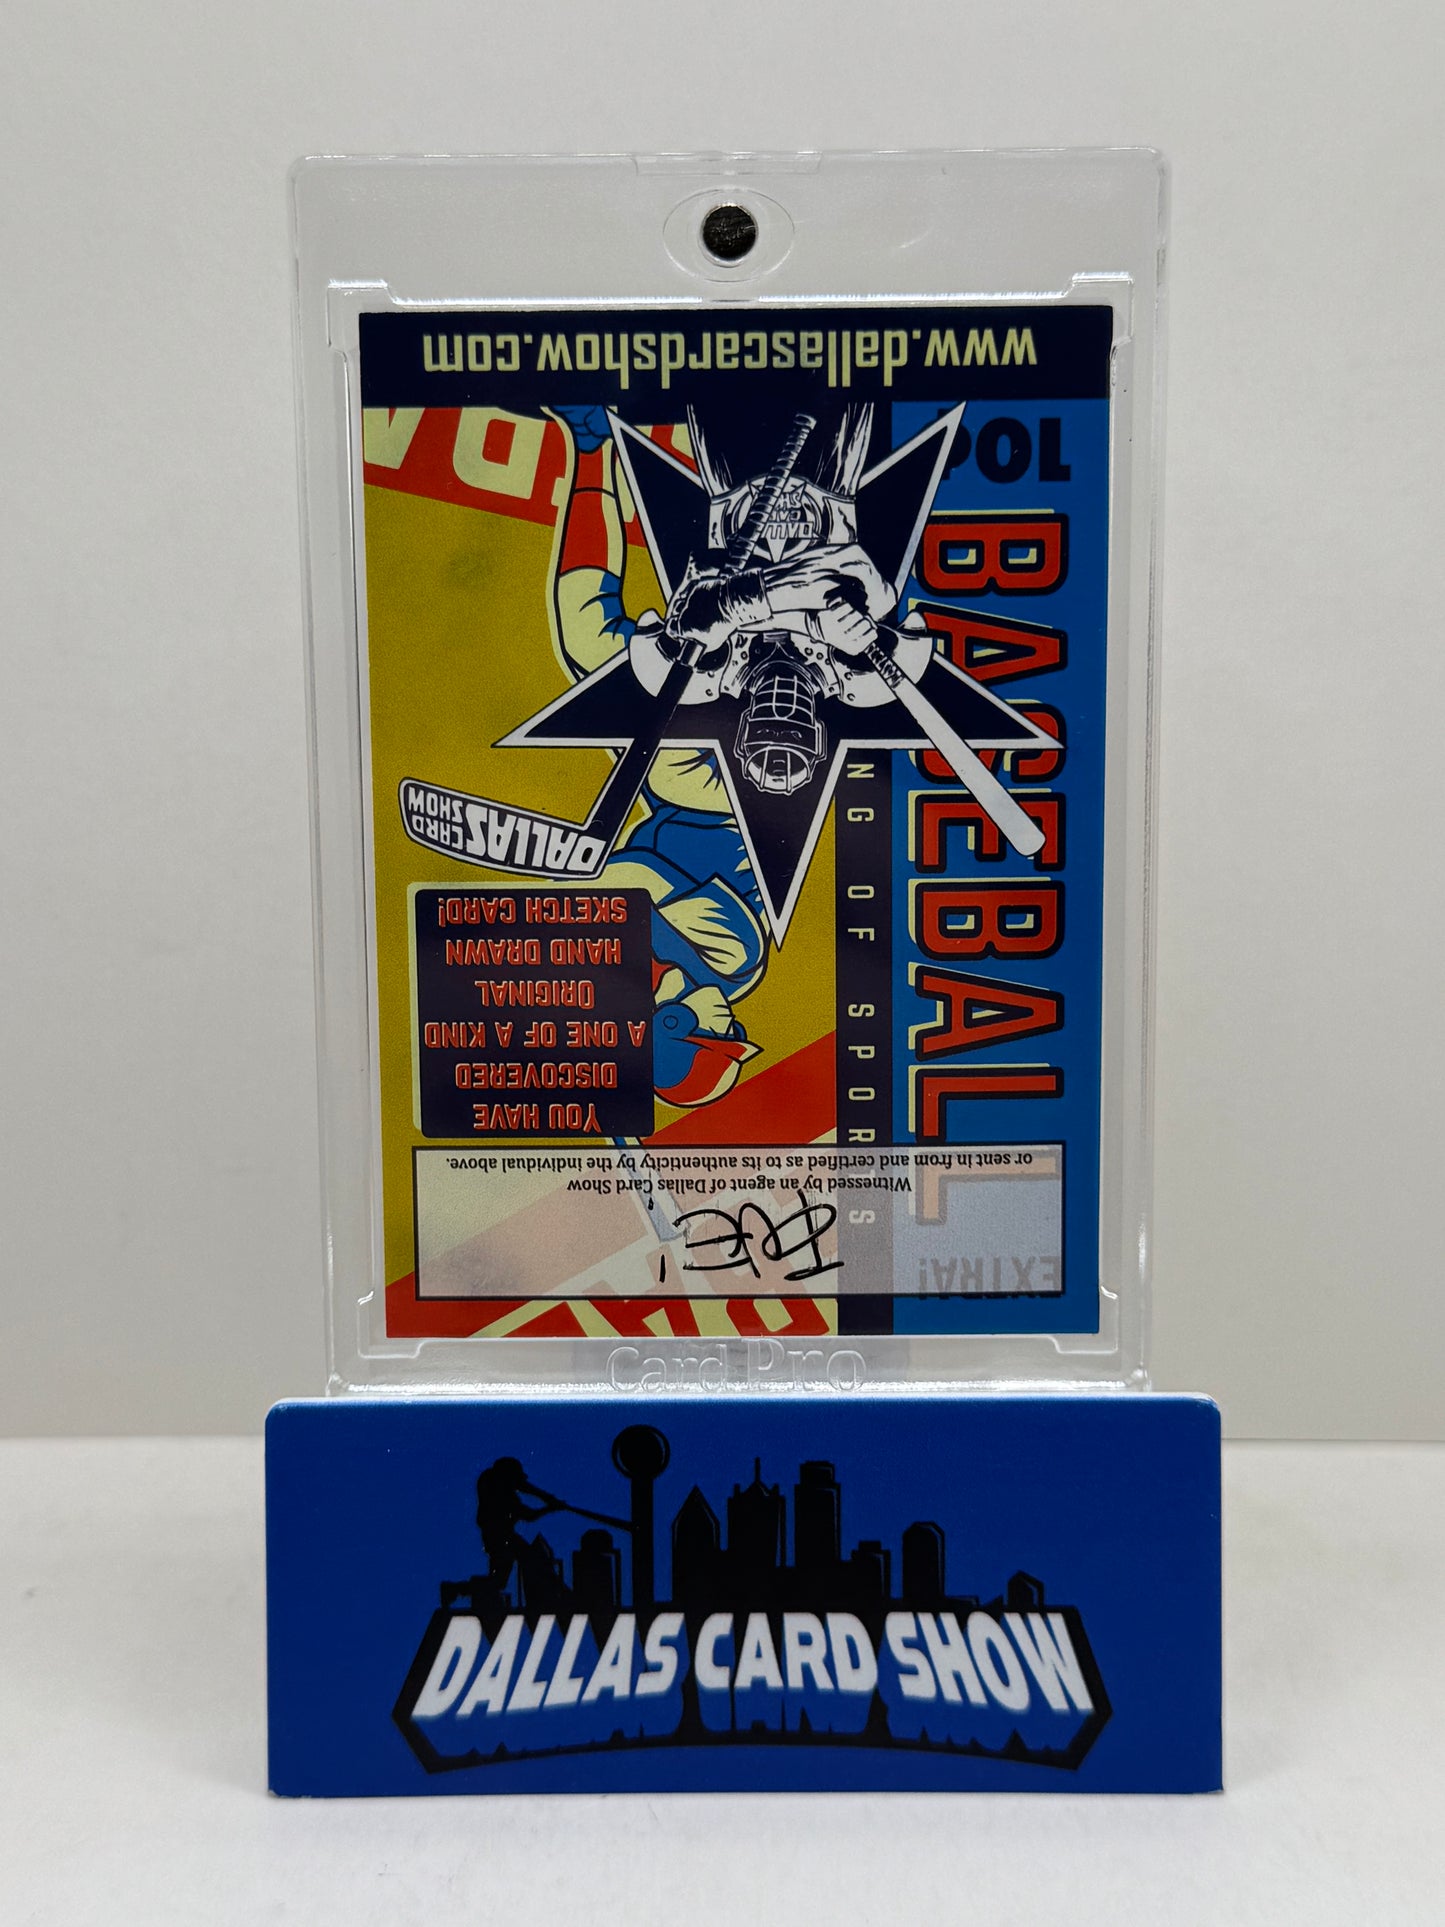 www.dallascardshow.com
10¢
BASEBALL
NG OF SPORTS
EXTRA!
DALLAS
CARD
SHOW
YOU HAVE
DISCOVERED
A ONE OF A KIND
ORIGINAL
HAND DRAWN
SKETCH CARD!
Witnessed by an agent of Dallas Card Show
or sent in from and certified as to its authenticity by the individual above.
Card Pro
DALLAS CARD SHOW